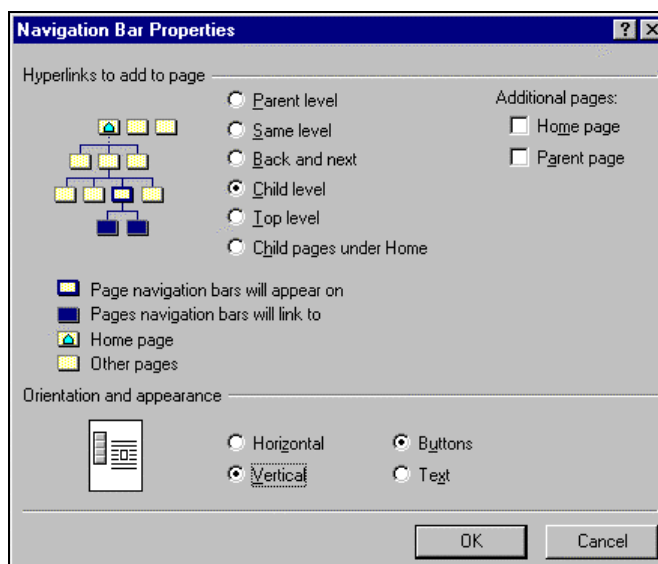 Navigation Bar Properties
Hyperlinks to add to page
Parent level
Same level
Back and next
Child level
Top level
Child pages under Home
Additional pages:
Home page
Parent page
Page navigation bars will appear on
Pages navigation bars will link to
Home page
Other pages
Orientation and appearance
Horizontal
Vertical
Buttons
Text
OK
Cancel